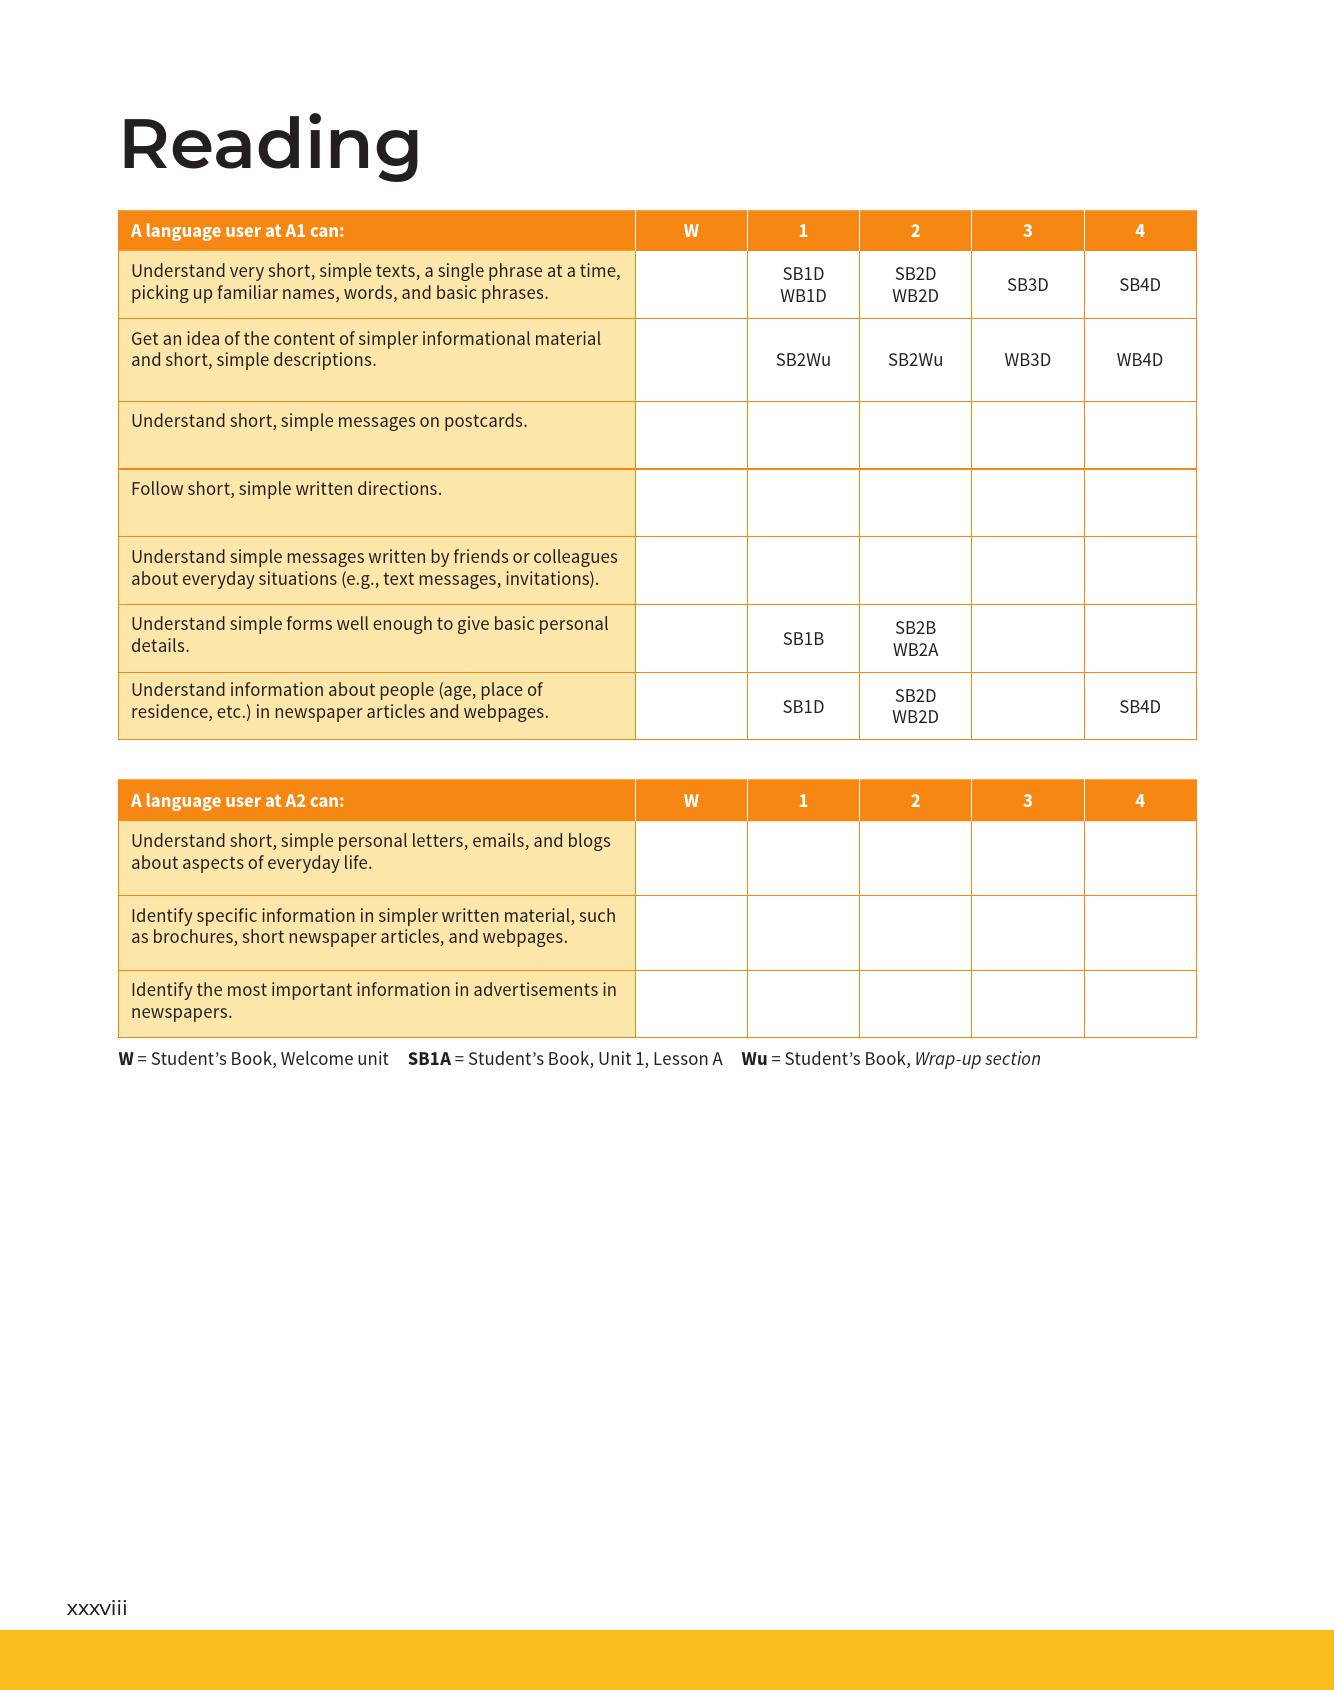 Reading
A language user at A1 can: W 1 2 3 4
Understand very short, simple texts, a single phrase at a time,
picking up familiar names, words, and basic phrases.
SB1D
WB1D
SB2D
WB2D
SB3D
SB4D
Get an idea of the content of simpler informational material
and short, simple descriptions.
SB2Wu
SB2Wu
WB3D
WB4D
Understand short, simple messages on postcards.
Follow short, simple written directions.
Understand simple messages written by friends or colleagues
about everyday situations (e.g., text messages, invitations).
Understand simple forms well enough to give basic personal
details.
SB1B
SB2B
WB2A
Understand information about people (age, place of
residence, etc.) in newspaper articles and webpages.
SB1D
SB2D
WB2D
SB4D
A language user at A2 can: W 1 2 3 4
Understand short, simple personal letters, emails, and blogs
about aspects of everyday life.
Identify specific information in simpler written material, such
as brochures, short newspaper articles, and webpages.
Identify the most important information in advertisements in
newspapers.
W = Student’s Book, Welcome unit SB1A = Student’s Book, Unit 1, Lesson A Wu = Student’s Book, Wrap-up section
xxxviii